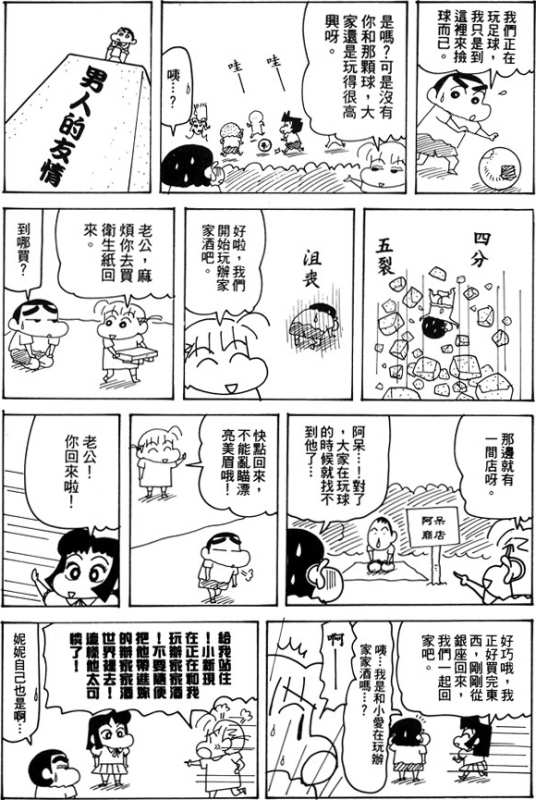 我們正在
玩足球，
我只是到
這裡來撿
球而已。
是嗎？可是沒有
你和那顆球，大
家還是玩得很高
興呀。
哇——
哇——
咦…？
男人的友情
四分
五裂
沮喪
好啦，我們
開始玩辦家
家酒吧。
老公，麻
煩你去買
衛生紙回
來。
到哪買？
那邊就有
一間店呀。
阿呆
商店
阿呆…！對了
，大家在玩球
的時候就找不
到他了…
快點回來，
不能亂瞄漂
亮美眉哦！
老公！
你回來啦！
好巧哦，我
正好買完東
西，剛剛從
銀座回來，
我們一起回
家吧。
啊——
咦…我是和小愛在玩辦
家家酒嗎…？
給我站住
！小新現
在正在和我
玩辦家家酒
！不要隨便
把他帶進妳
的辦家家酒
世界裡去！
這樣他太可
憐了！
妮妮自己也是啊…